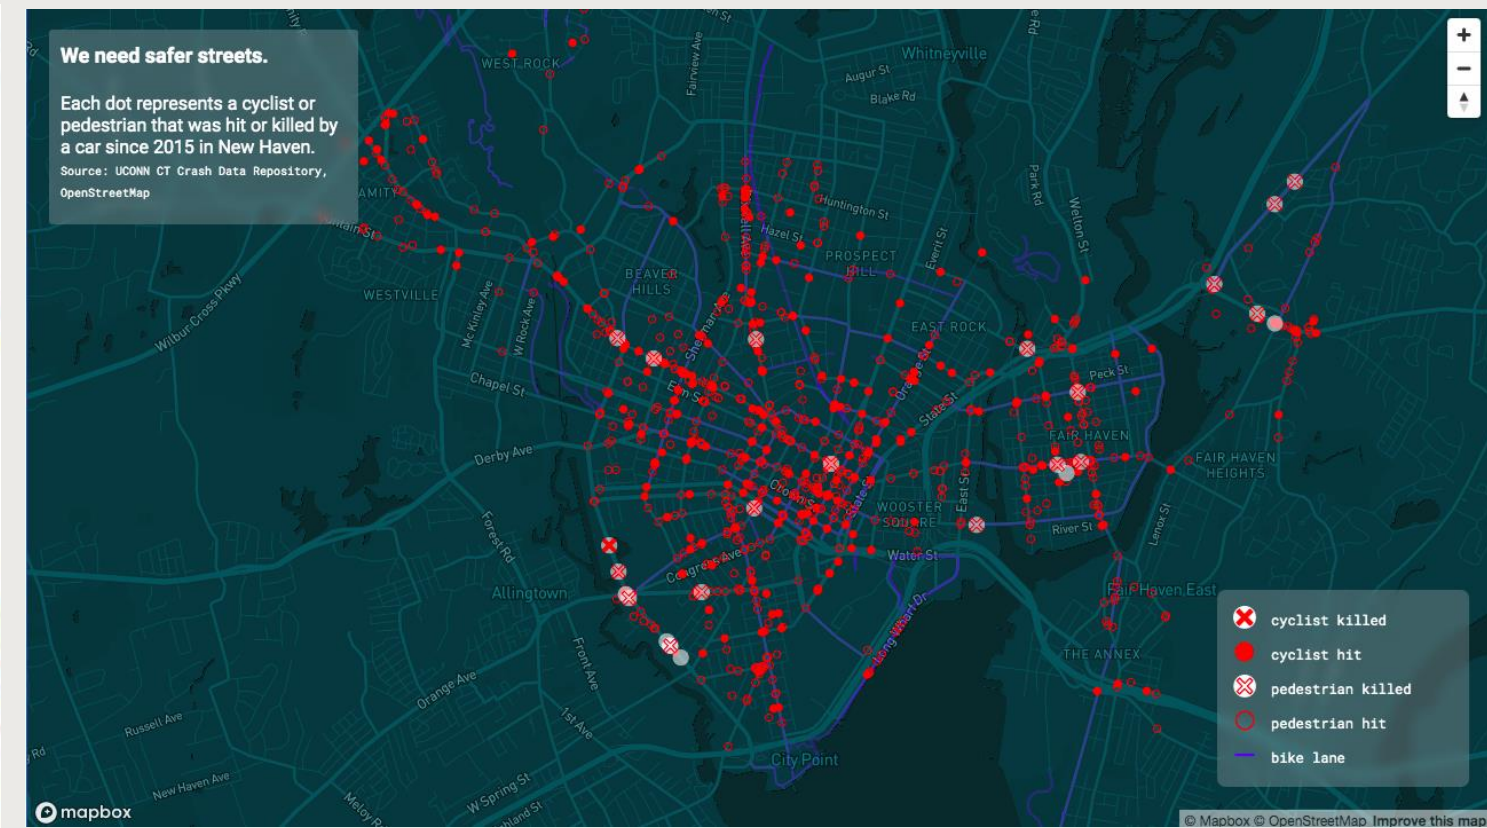 We need safer streets.
Each dot represents a cyclist or
pedestrian that was hit or killed by
a car since 2015 in New Haven.
Source: UCONN CT Crash Data Repository,
OpenStreetMap
WEST ROCK
Fairview Ave
Whitneyville
Augur St
Blake Rd
AMITY
Park Rd
Welton St
Huntington St
Hazel St
Everit St
PROSPECT
HILL
BEAVER
HILLS
WESTVILLE
Wilbur Cross Pkwy
McKinley Ave
W Rock Ave
EAST ROCK
Chapel St
Peck St
Orange St
State St
FAIR HAVEN
Derby Ave
FAIR HAVEN
HEIGHTS
Crown St
State St
WOOSTER
SQUARE
East St
River St
Lenox St
Forest Rd
Water St
Congress Ave
Allingtown
Fair Haven East
Long Wharf Dr
THE ANNEX
Front Ave
Orange Ave
1st Ave
Russell Ave
Rd
City Point
New Haven Ave
W Spring St
Meloy R
cyclist killed
cyclist hit
pedestrian killed
pedestrian hit
bike lane
mapbox
© Mapbox © OpenStreetMap Improve this map